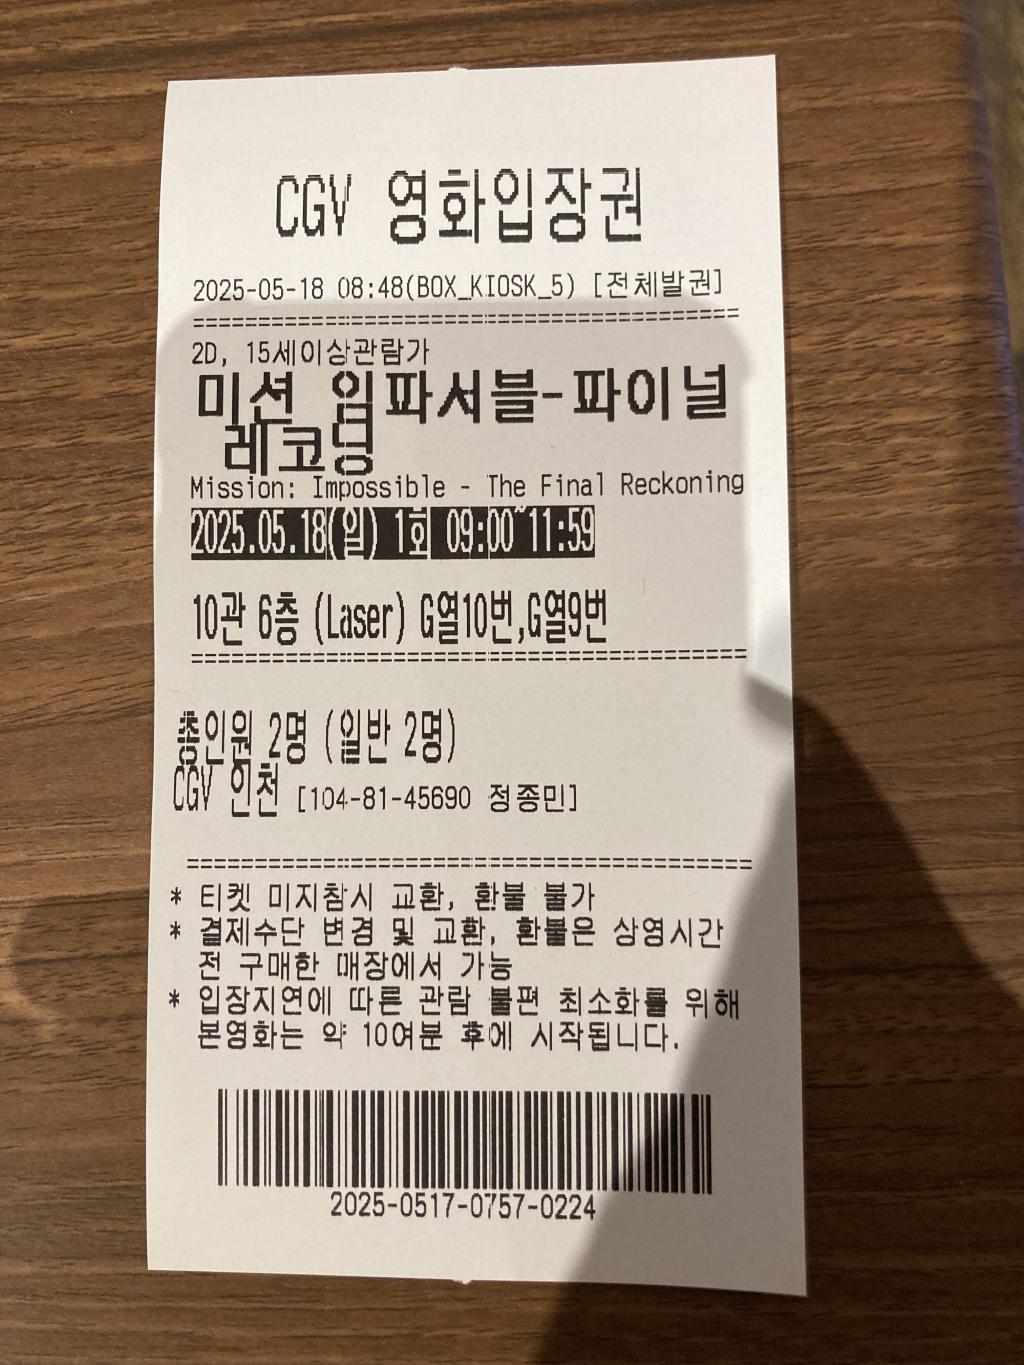 CGV 영화입장권
2025-05-18 08:48(BOX_KIOSK_5) [전체발권]
=========================================
2D, 15세이상관람가
미션 임파서블-파이널
레코닝
Mission: Impossible - The Final Reckoning
2025.05.18(일) 1회 09:00~11:59
10관 6층 (Laser) G열10번,G열9번
=========================================
총인원 2명 (일반 2명)
CGV 인천 [104-81-45690 정종민]
=========================================
* 티켓 미지참시 교환, 환불 불가
* 결제수단 변경 및 교환, 환불은 상영시간
전 구매한 매장에서 가능
* 입장지연에 따른 관람 불편 최소화를 위해
본영화는 약 10여분 후에 시작됩니다.
2025-0517-0757-0224